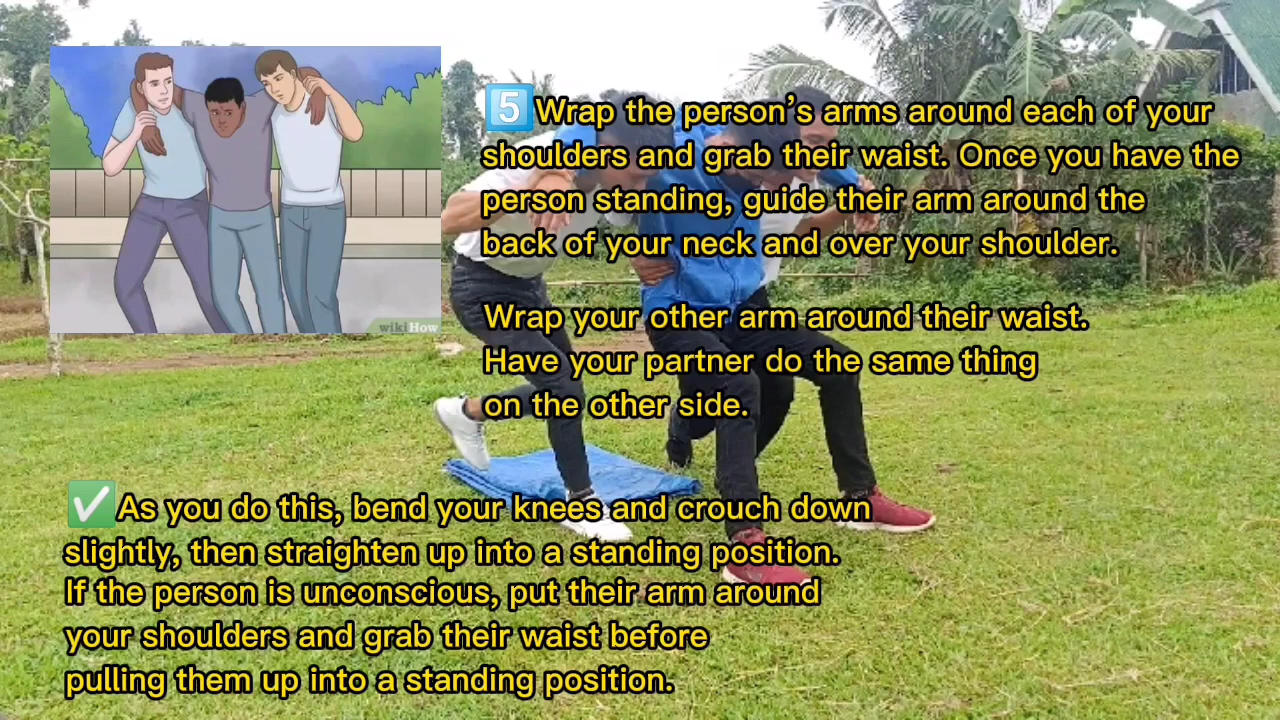 wikiHow
5 Wrap the person's arms around each of your
shoulders and grab their waist. Once you have the
person standing, guide their arm around the
back of your neck and over your shoulder.
Wrap your other arm around their waist.
Have your partner do the same thing
on the other side.
✅As you do this, bend your knees and crouch down
slightly, then straighten up into a standing position.
If the person is unconscious, put their arm around
your shoulders and grab their waist before
pulling them up into a standing position.